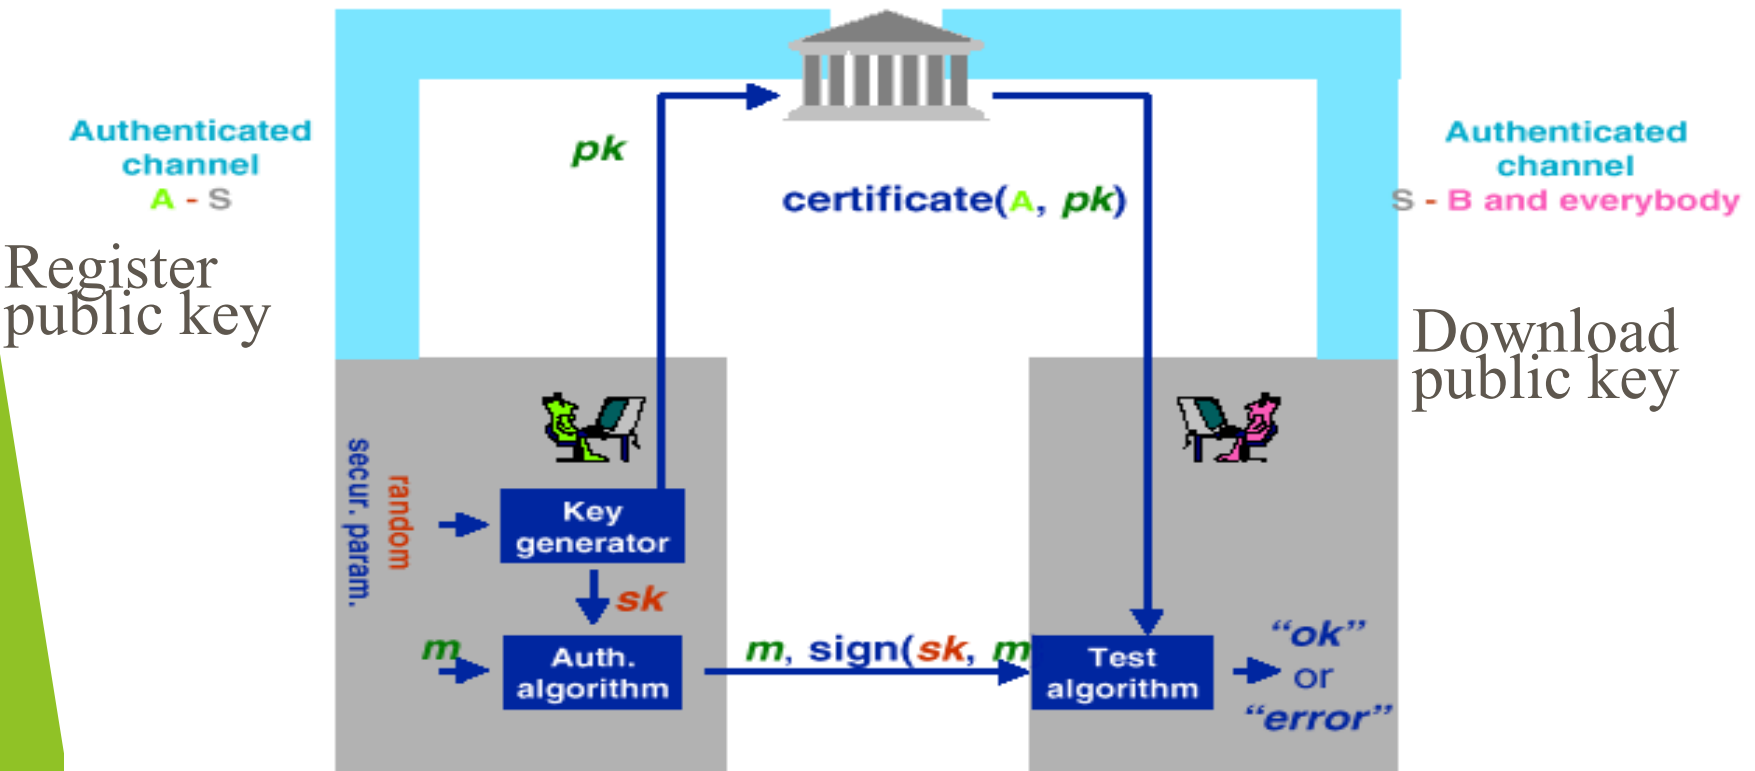 Authenticated
channel
A - S
Register
public key
pk
certificate(A, pk)
Authenticated
channel
S - B and everybody
Download
public key
secur. param.
random
Key
generator
sk
m
Auth.
algorithm
m, sign(sk, m
Test
algorithm
“ok”
or
“error”